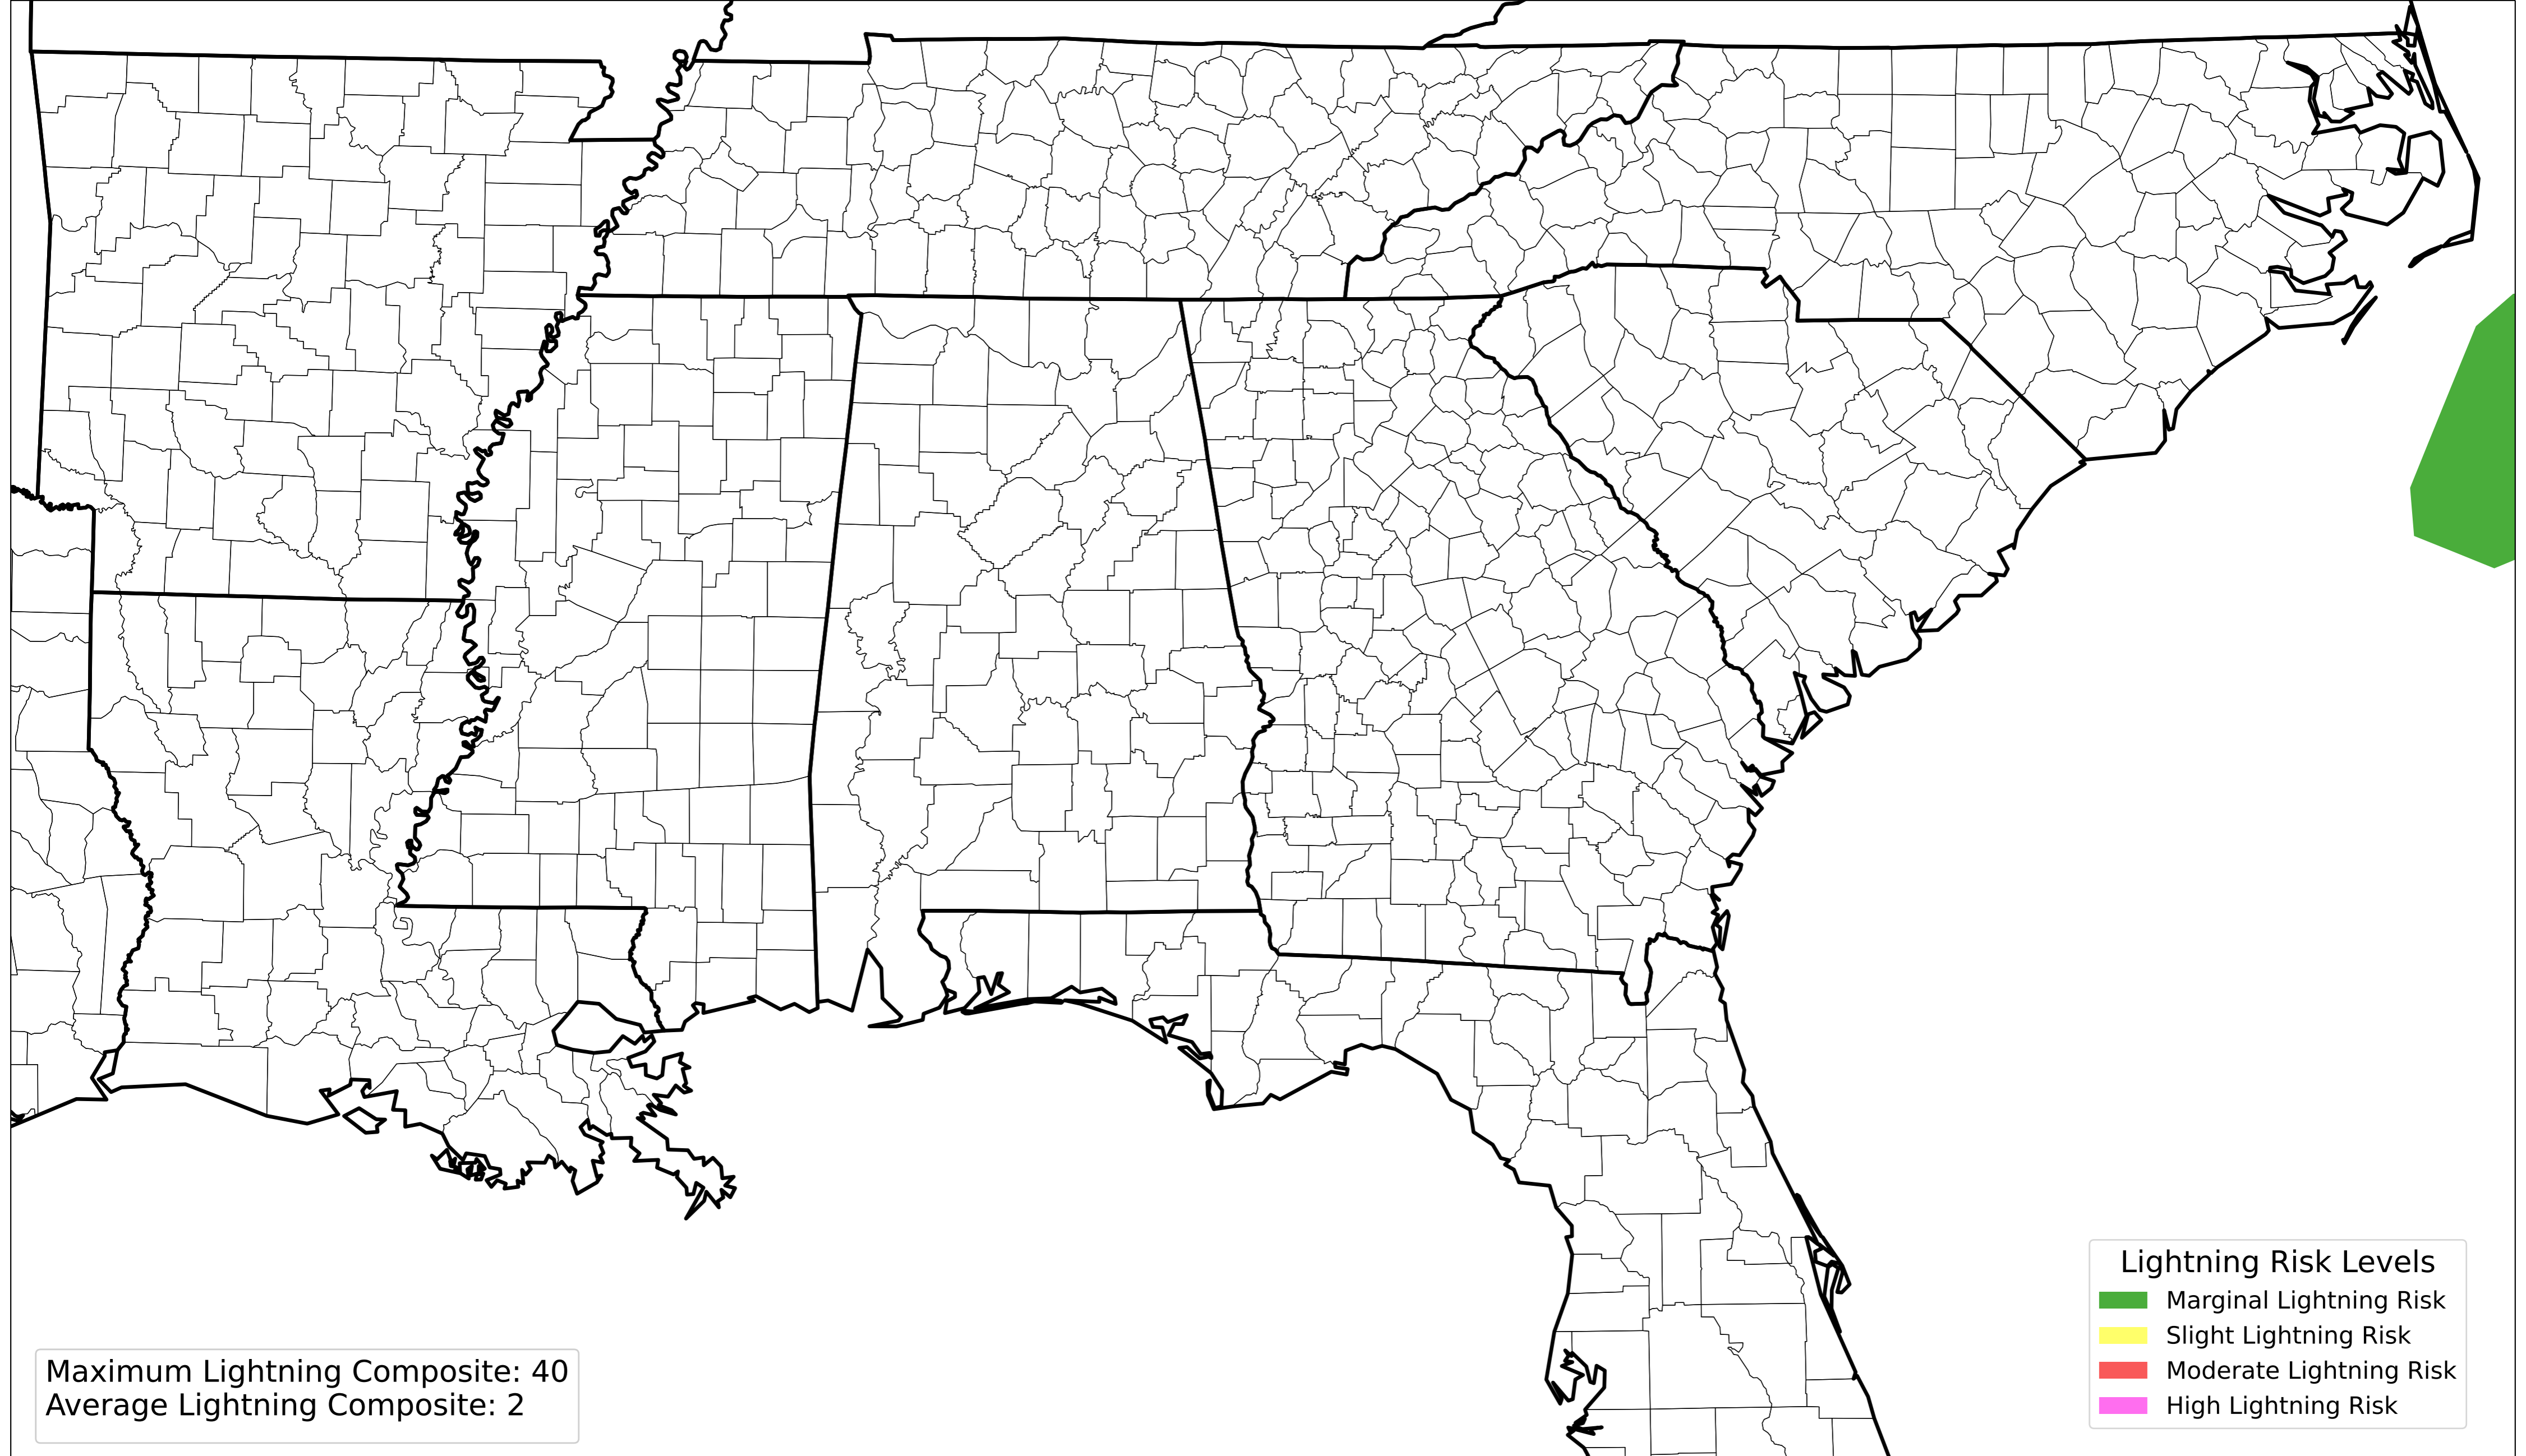 Maximum Lightning Composite: 40
Average Lightning Composite: 2
Lightning Risk Levels
Marginal Lightning Risk
Slight Lightning Risk
Moderate Lightning Risk
High Lightning Risk